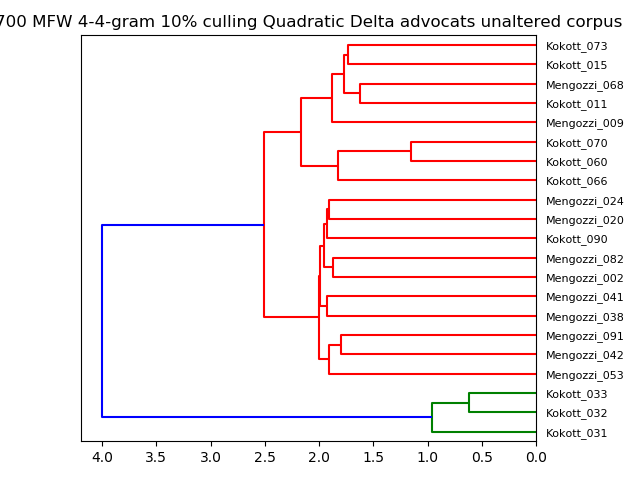 700 MFW 4-4-gram 10% culling Quadratic Delta advocats unaltered corpus
Kokott_073
Kokott_015
Mengozzi_068
Kokott_011
Mengozzi_009
Kokott_070
Kokott_060
Kokott_066
Mengozzi_024
Mengozzi_020
Kokott_090
Mengozzi_082
Mengozzi_002
Mengozzi_041
Mengozzi_038
Mengozzi_091
Mengozzi_042
Mengozzi_053
Kokott_033
Kokott_032
Kokott_031
4.0 3.5 3.0 2.5 2.0 1.5 1.0 0.5 0.0